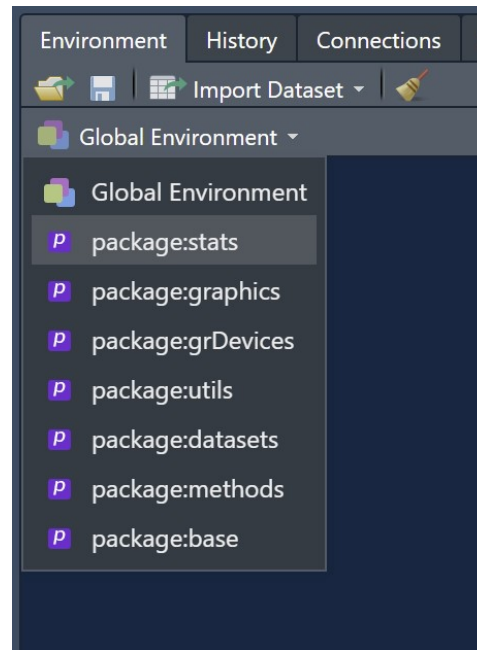 Environment History Connections
Import Dataset
Global Environment
Global Environment
p package:stats
p package:graphics
p package:grDevices
p package:utils
p package:datasets
p package:methods
p package:base